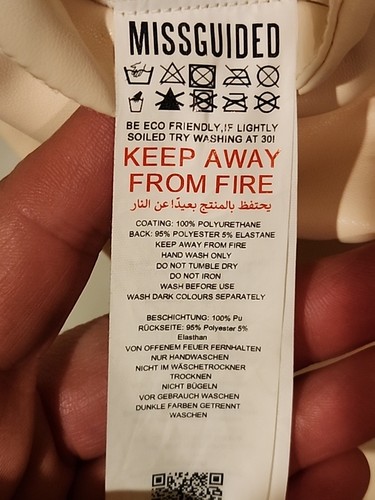 MISSGUIDED
BE ECO FRIENDLY,IF LIGHTLY
SOILED TRY WASHING AT 30!
KEEP AWAY
FROM FIRE
يحتفظ بالمنتج بعيدًا عن النار
COATING: 100% POLYURETHANE
BACK: 95% POLYESTER 5% ELASTANE
KEEP AWAY FROM FIRE
HAND WASH ONLY
DO NOT TUMBLE DRY
DO NOT IRON
WASH BEFORE USE
WASH DARK COLOURS SEPARATELY
BESCHICHTUNG: 100% Pu
RÜCKSEITE: 95% Polyester 5%
Elasthan
VON OFFENEM FEUER FERNHALTEN
NUR HANDWASCHEN
NICHT IM WÄSCHETROCKNER
TROCKNEN
NICHT BÜGELN
VOR GEBRAUCH WASCHEN
DUNKLE FARBEN GETRENNT
WASCHEN